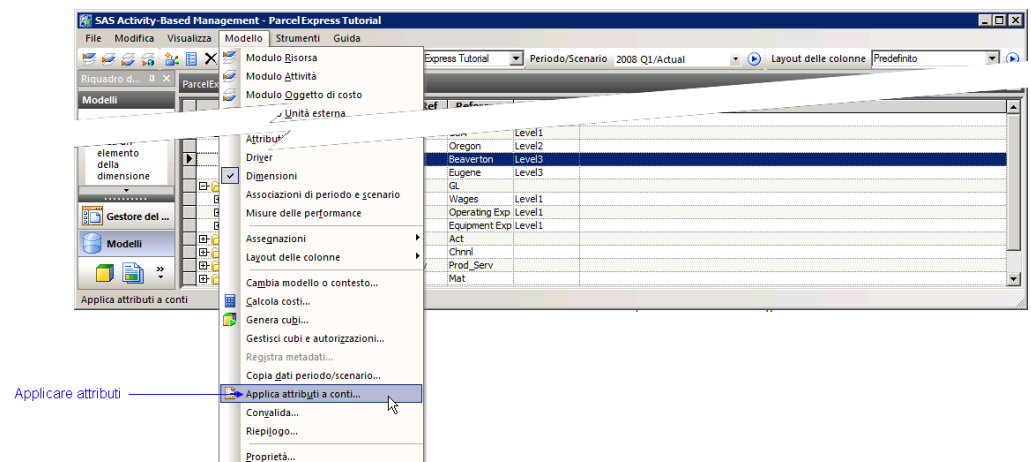 SAS Activity-Based Management - ParcelExpress Tutorial
File Modifica Visualizza Modello Strumenti Guida
Express Tutorial Periodo/Scenario 2008 Q1/Actual Layout delle colonne Predefinito
Riquadro d...
ParcelEx
Modelli
Modulo Risorsa
Modulo Attività
Modulo Oggetto di costo
Unità esterna
Attribut
Driver
Dimensioni
Associazioni di periodo e scenario
Misure delle performance
Assegnazioni
Layout delle colonne
Cambia modello o contesto...
Calcola costi...
Genera cubi...
Gestisci cubi e autorizzazioni...
Registra metadati...
Copia dati periodo/scenario...
Applica attributi a conti...
Convalida...
Riepilogo...
Proprietà...
Ref
Level1
Oregon Level2
Beaverton Level3
Eugene Level3
GL
Wages Level1
Operating Exp Level1
Equipment Exp Level1
Act
Chnnl
Prod_Serv
Mat
elemento
della
dimensione
Gestore del ...
Modelli
Applica attributi a conti
Applicare attributi